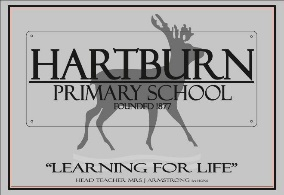 HARTBURN
PRIMARY SCHOOL
FOUNDED 1877
"LEARNING FOR LIFE"
HEAD TEACHER MRS J ARMSTRONG